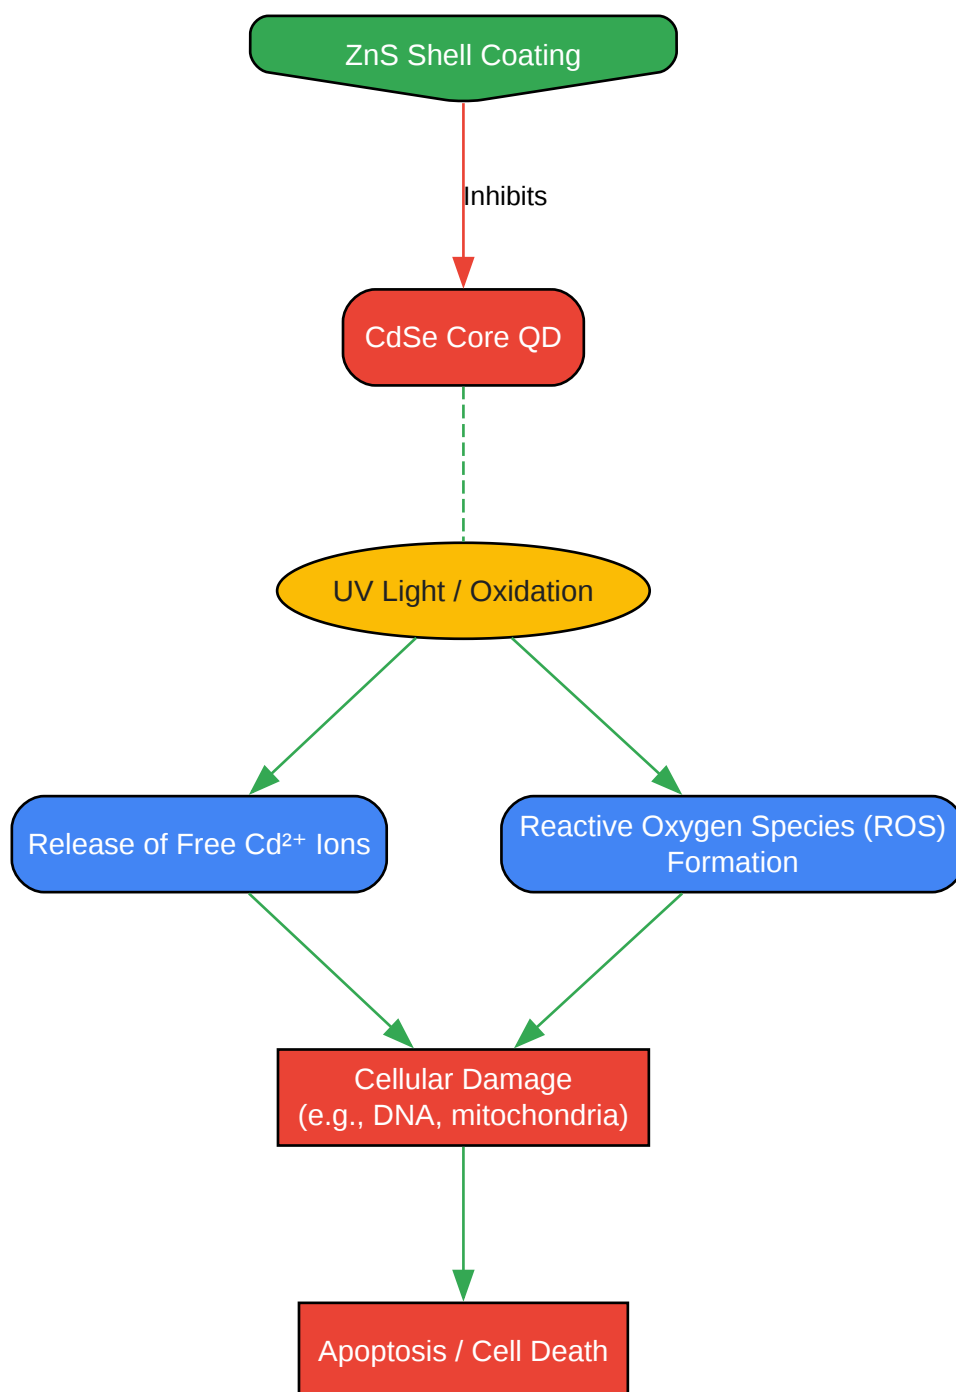 ZnS Shell Coating
Inhibits
CdSe Core QD
UV Light / Oxidation
Release of Free Cd²⁺ Ions
Reactive Oxygen Species (ROS)
Formation
Cellular Damage
(e.g., DNA, mitochondria)
Apoptosis / Cell Death